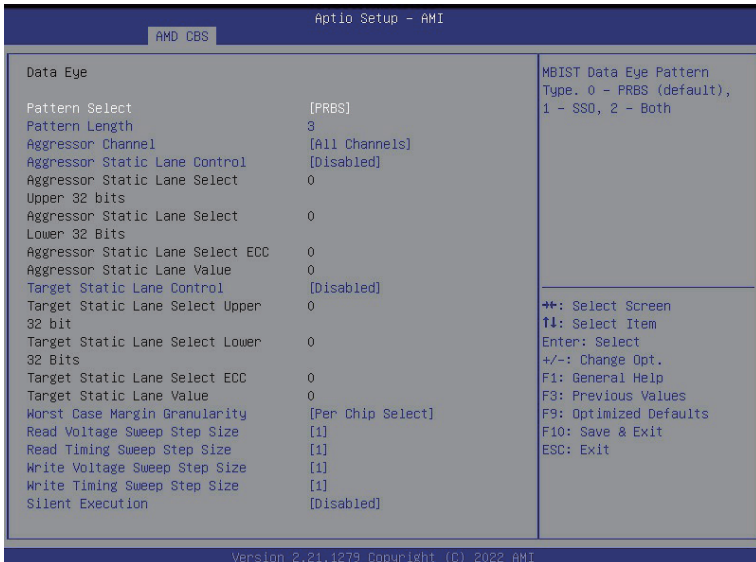 Aptio Setup - AMI
AMD CBS
Data Eye
Pattern Select [PRBS]
Pattern Length 3
Aggressor Channel [All Channels]
Aggressor Static Lane Control [Disabled]
Aggressor Static Lane Select 0
Upper 32 bits
Aggressor Static Lane Select 0
Lower 32 Bits
Aggressor Static Lane Select ECC 0
Aggressor Static Lane Value 0
Target Static Lane Control [Disabled]
Target Static Lane Select Upper 0
32 bit
Target Static Lane Select Lower 0
32 Bits
Target Static Lane Select ECC 0
Target Static Lane Value 0
Worst Case Margin Granularity [Per Chip Select]
Read Voltage Sweep Step Size [1]
Read Timing Sweep Step Size [1]
Write Voltage Sweep Step Size [1]
Write Timing Sweep Step Size [1]
Silent Execution [Disabled]
MBIST Data Eye Pattern
Type. 0 - PRBS (default),
1 - SSO, 2 - Both
→←: Select Screen
↑↓: Select Item
Enter: Select
+/-: Change Opt.
F1: General Help
F3: Previous Values
F9: Optimized Defaults
F10: Save & Exit
ESC: Exit
Version 2.21.1279 Copyright (C) 2022 AMI